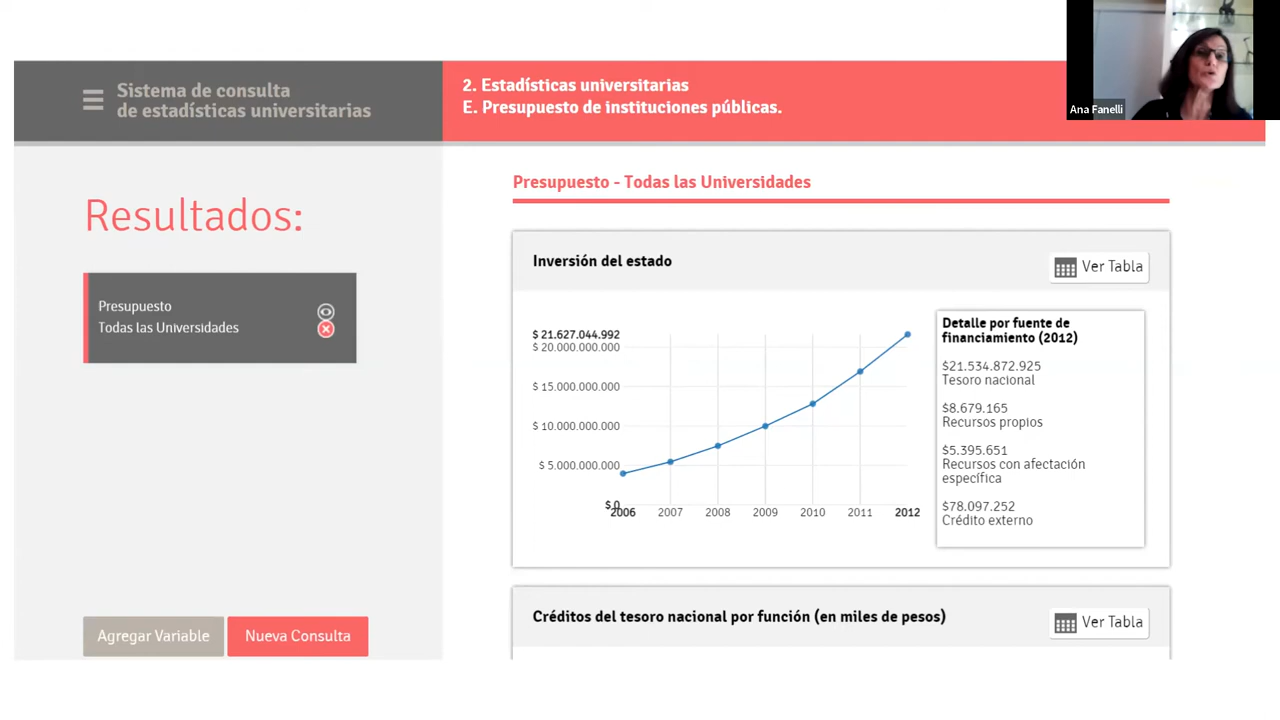 Sistema de consulta
de estadísticas universitarias
2. Estadísticas universitarias
E. Presupuesto de instituciones públicas.
Ana Fanelli
Resultados:
Presupuesto
Todas las Universidades
Agregar Variable
Nueva Consulta
Presupuesto - Todas las Universidades
Inversión del estado
Ver Tabla
$ 21.627.044.992
$ 20.000.000.000
$ 15.000.000.000
$ 10.000.000.000
$ 5.000.000.000
$ 0
2006 2007 2008 2009 2010 2011 2012
Detalle por fuente de
financiamiento (2012)
$21.534.872.925
Tesoro nacional
$8.679.165
Recursos propios
$5.395.651
Recursos con afectación
específica
$78.097.252
Crédito externo
Créditos del tesoro nacional por función (en miles de pesos)
Ver Tabla